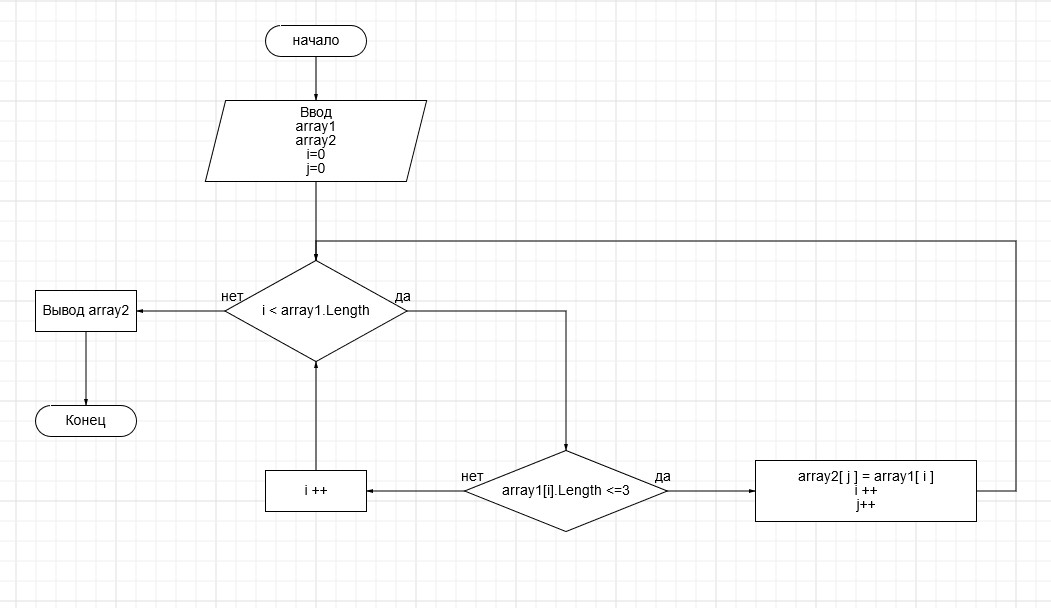 начало
Ввод
array1
array2
i=0
j=0
нет
да
i < array1.Length
Вывод array2
Конец
нет
да
array1[i].Length <=3
i ++
array2[ j ] = array1[ i ]
i ++
j++